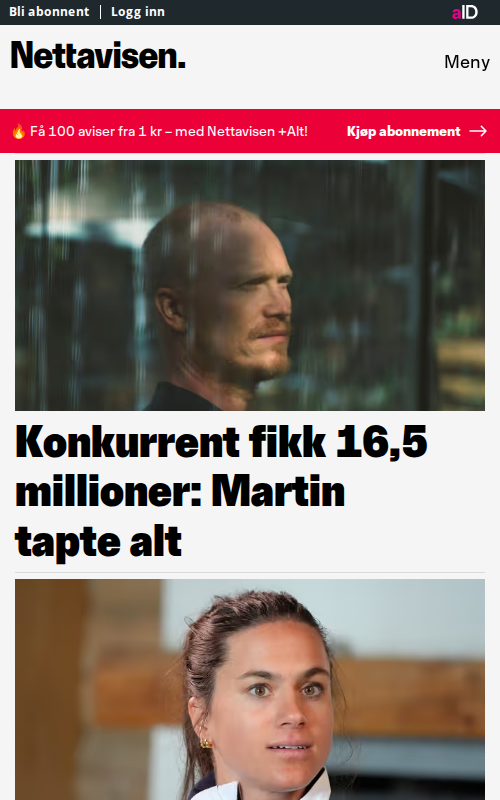 Bli abonnent | Logg inn
aID
Nettavisen.
Meny
🔥 Få 100 aviser fra 1 kr – med Nettavisen +Alt!
Kjøp abonnement →
Konkurrent fikk 16,5
millioner: Martin
tapte alt